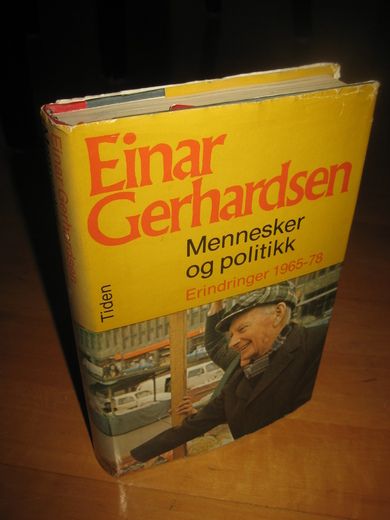 Einar
Gerhardsen
Mennesker
og politikk
Erindringer 1965-78
Tiden
Einar Gerhardsen